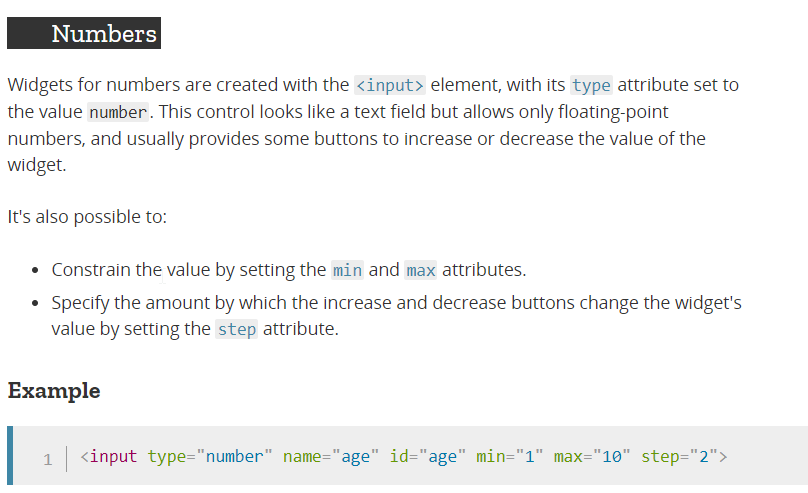 Numbers
Widgets for numbers are created with the <input> element, with its type attribute set to
the value number. This control looks like a text field but allows only floating-point
numbers, and usually provides some buttons to increase or decrease the value of the
widget.
It's also possible to:
• Constrain the value by setting the min and max attributes.
• Specify the amount by which the increase and decrease buttons change the widget's
value by setting the step attribute.
Example
1 <input type="number" name="age" id="age" min="1" max="10" step="2">